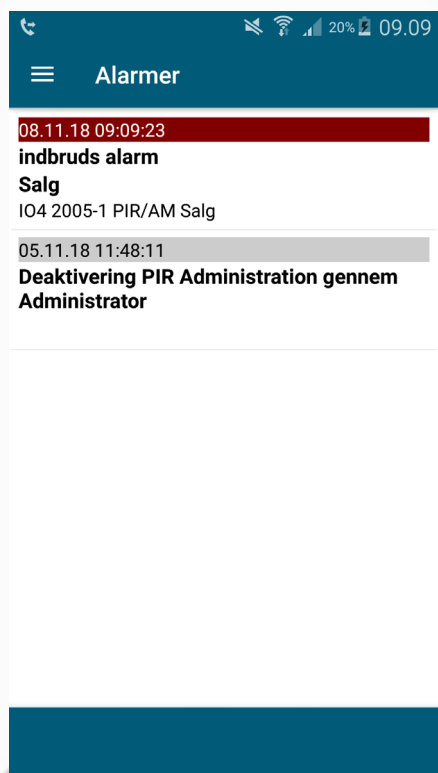 20% 09.09
Alarmer
08.11.18 09:09:23
indbruds alarm
Salg
IO4 2005-1 PIR/AM Salg
05.11.18 11:48:11
Deaktivering PIR Administration gennem
Administrator